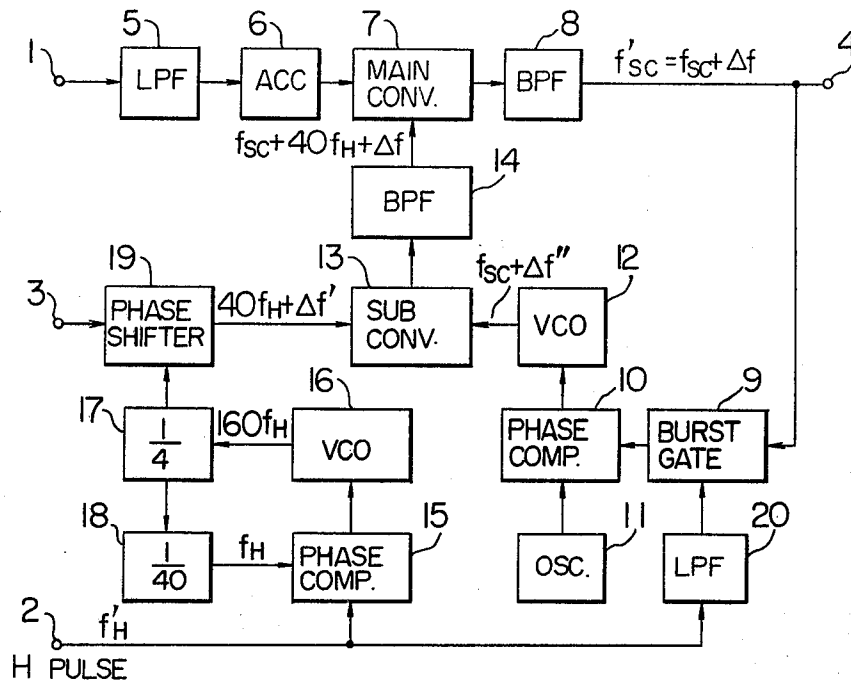 5
6
7
8
4
1
LPF
ACC
MAIN
CONV.
BPF
f'SC = fSC + Δf
fSC + 40fH + Δf
14
BPF
19
13
fSC + Δf''
12
3
PHASE
SHIFTER
40fH + Δf'
SUB
CONV.
VCO
16
10
9
17
1/4
160fH
VCO
PHASE
COMP.
BURST
GATE
18
15
11
20
1/40
fH
PHASE
COMP.
OSC.
LPF
2
f'H
H PULSE